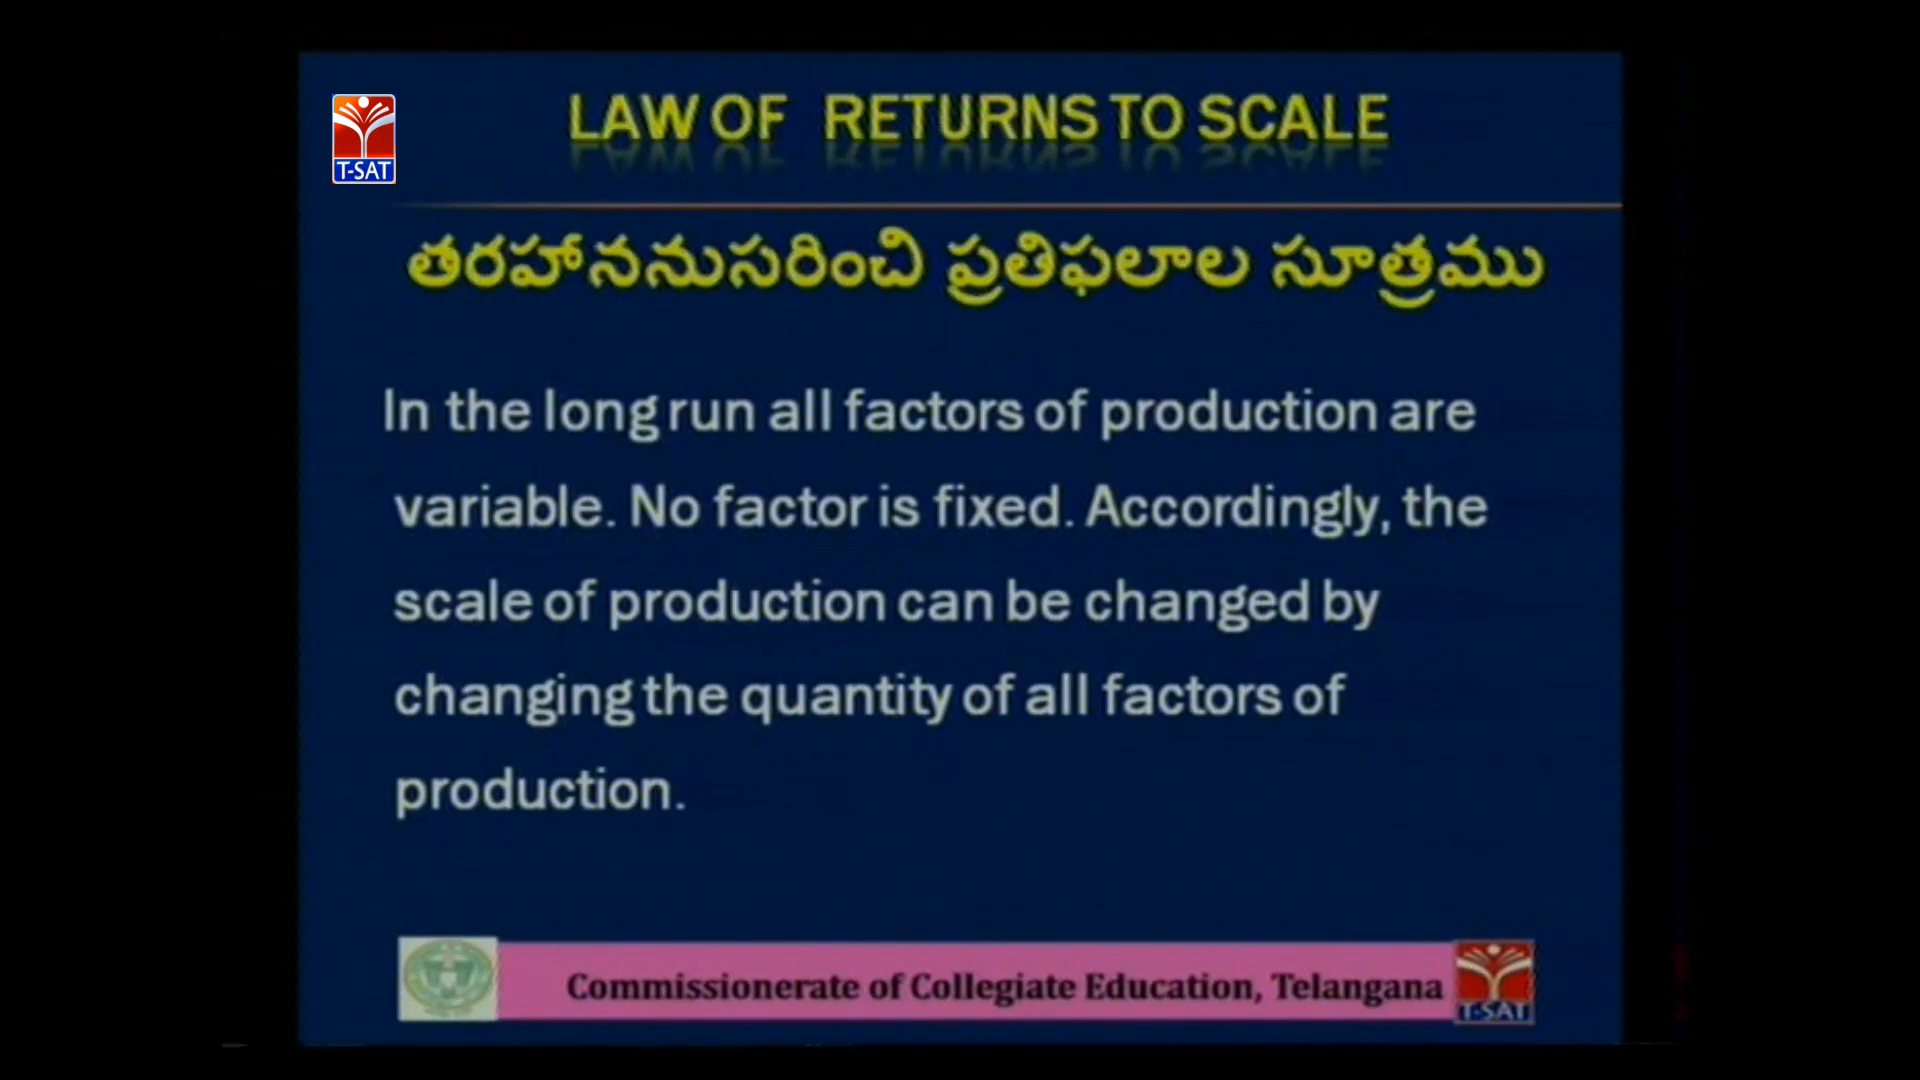 T-SAT
LAW OF RETURNS TO SCALE
తరహాననుసరించి ప్రతిఫలాల సూత్రము
In the long run all factors of production are
variable. No factor is fixed. Accordingly, the
scale of production can be changed by
changing the quantity of all factors of
production.
Commissionerate of Collegiate Education, Telangana
T-SAT